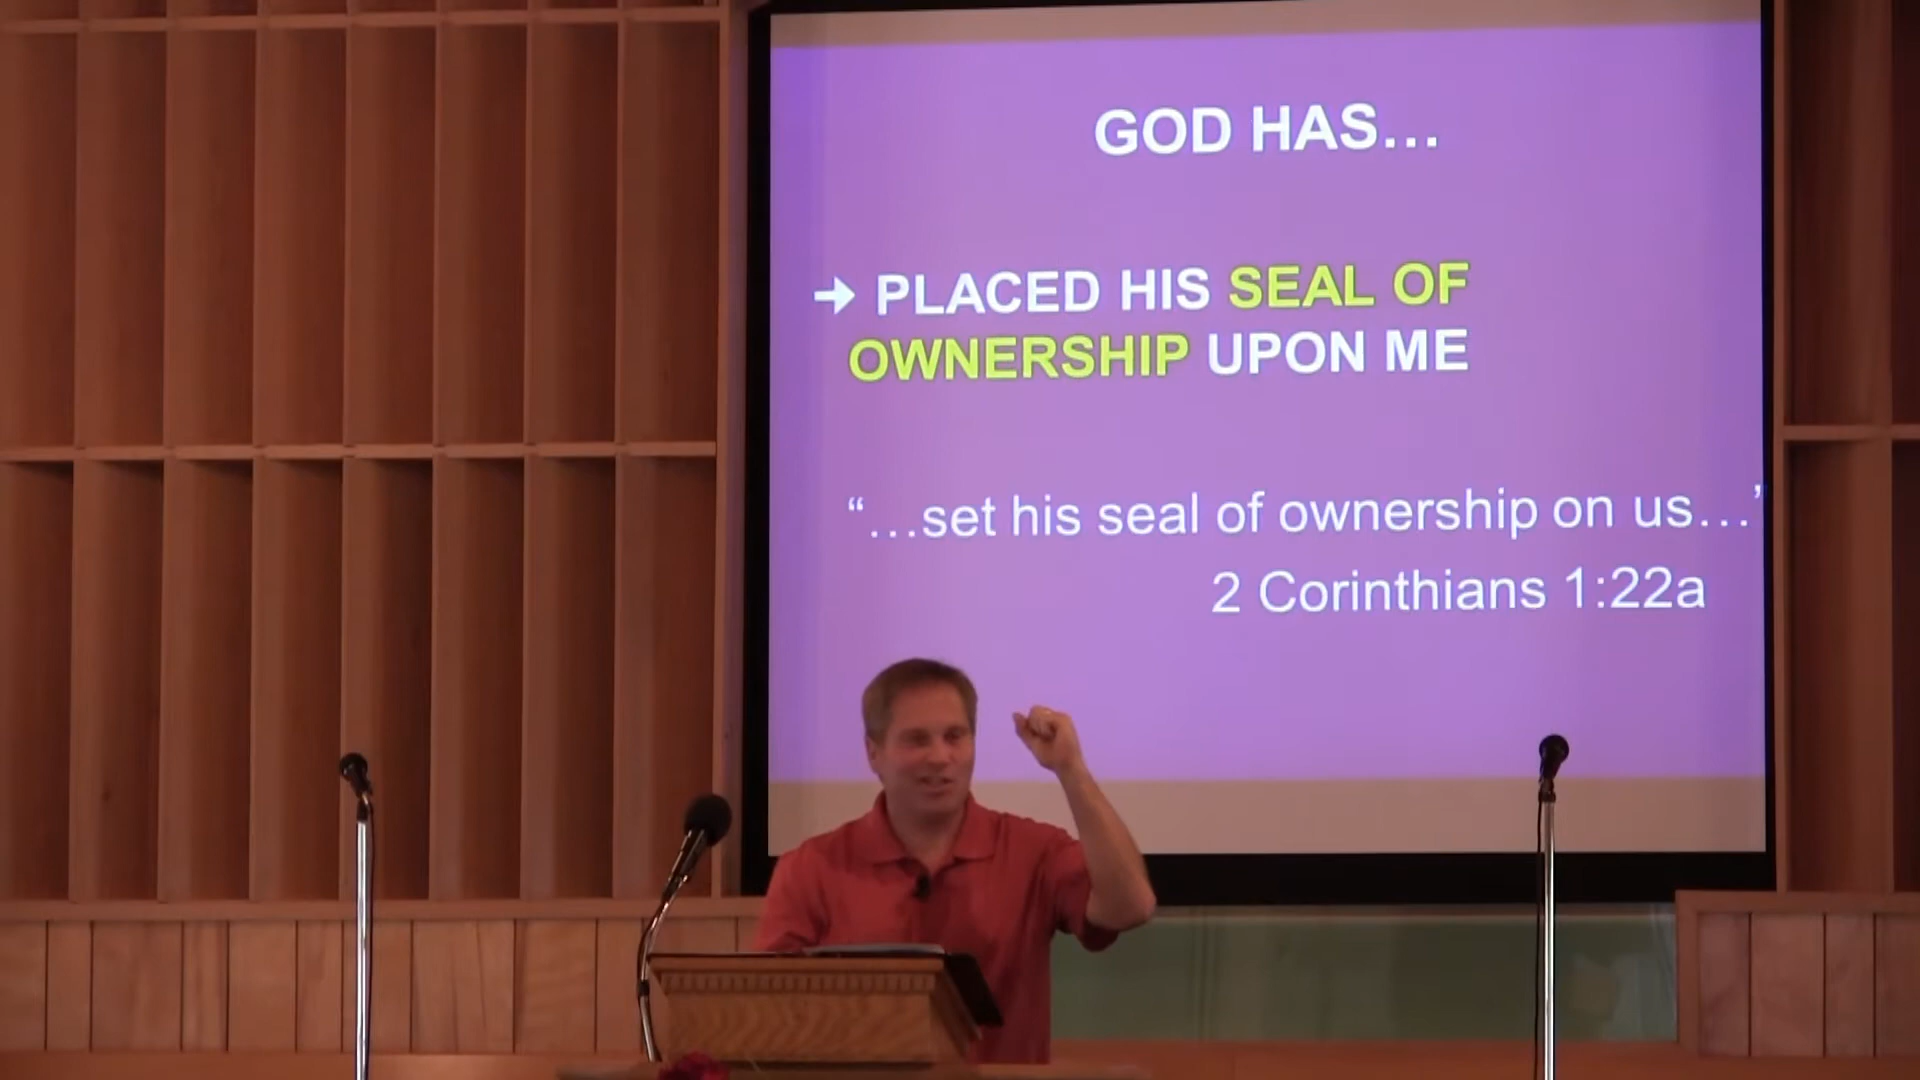 GOD HAS…
➔ PLACED HIS SEAL OF
OWNERSHIP UPON ME
“…set his seal of ownership on us…”
2 Corinthians 1:22a